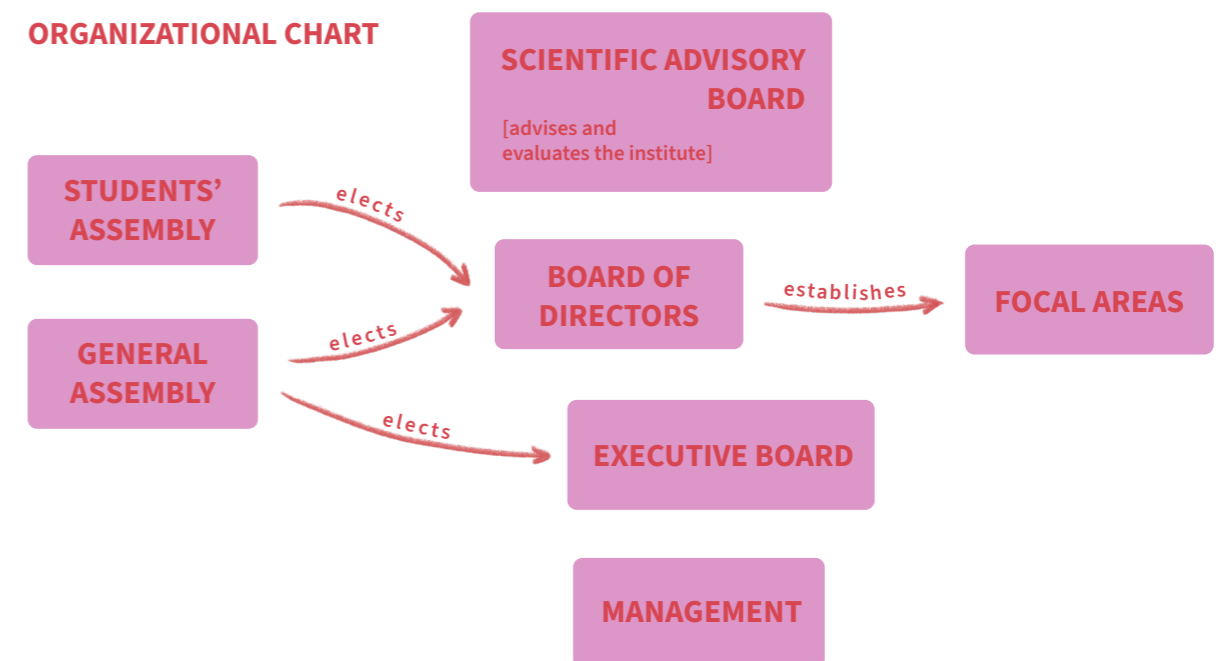 ORGANIZATIONAL CHART
SCIENTIFIC ADVISORY
BOARD
[advises and
evaluates the institute]
STUDENTS’
ASSEMBLY
elects
BOARD OF
DIRECTORS
establishes
FOCAL AREAS
GENERAL
ASSEMBLY
elects
elects
EXECUTIVE BOARD
MANAGEMENT